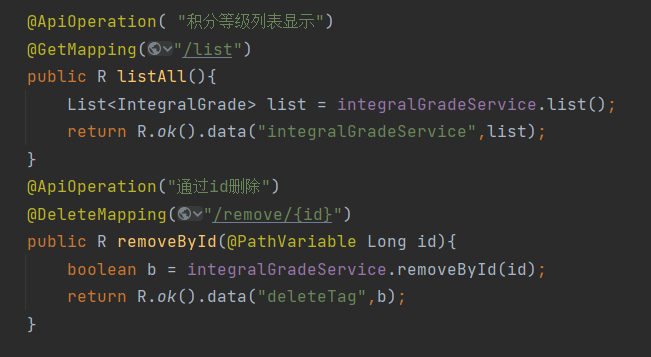 @ApiOperation( "积分等级列表显示")
@GetMapping("/list")
public R listAll(){
    List<IntegralGrade> list = integralGradeService.list();
    return R.ok().data("integralGradeService",list);
}
@ApiOperation("通过id删除")
@DeleteMapping("/remove/{id}")
public R removeById(@PathVariable Long id){
    boolean b = integralGradeService.removeById(id);
    return R.ok().data("deleteTag",b);
}